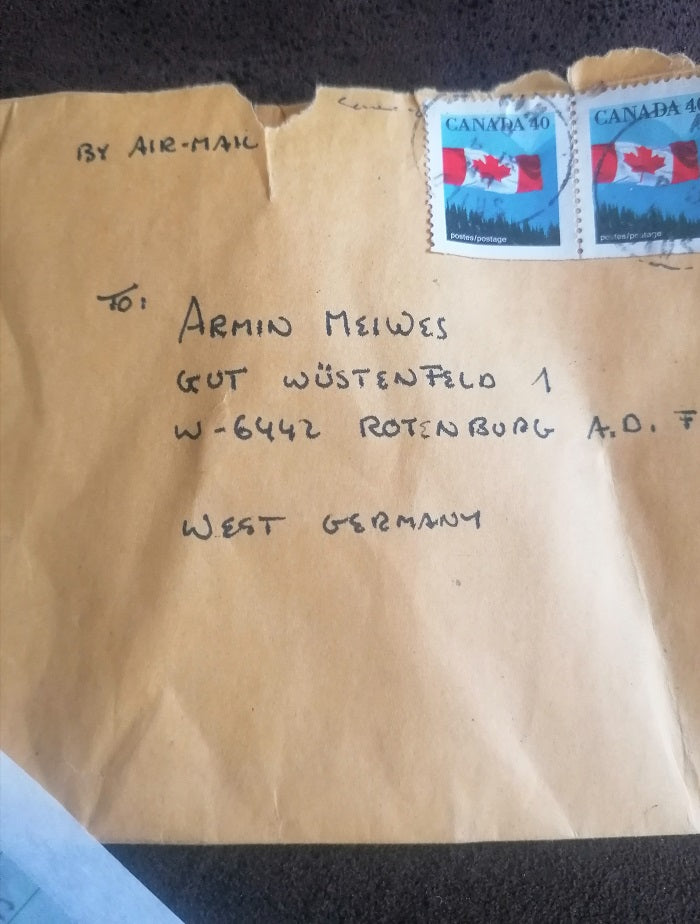 BY AIR-MAIL
CANADA 40
postes/postage
CANADA 4
postes/postage
TO:
ARMIN MEIWES
GUT WÜSTENFELD 1
W-6442 ROTENBURG A.D. F
WEST GERMANY